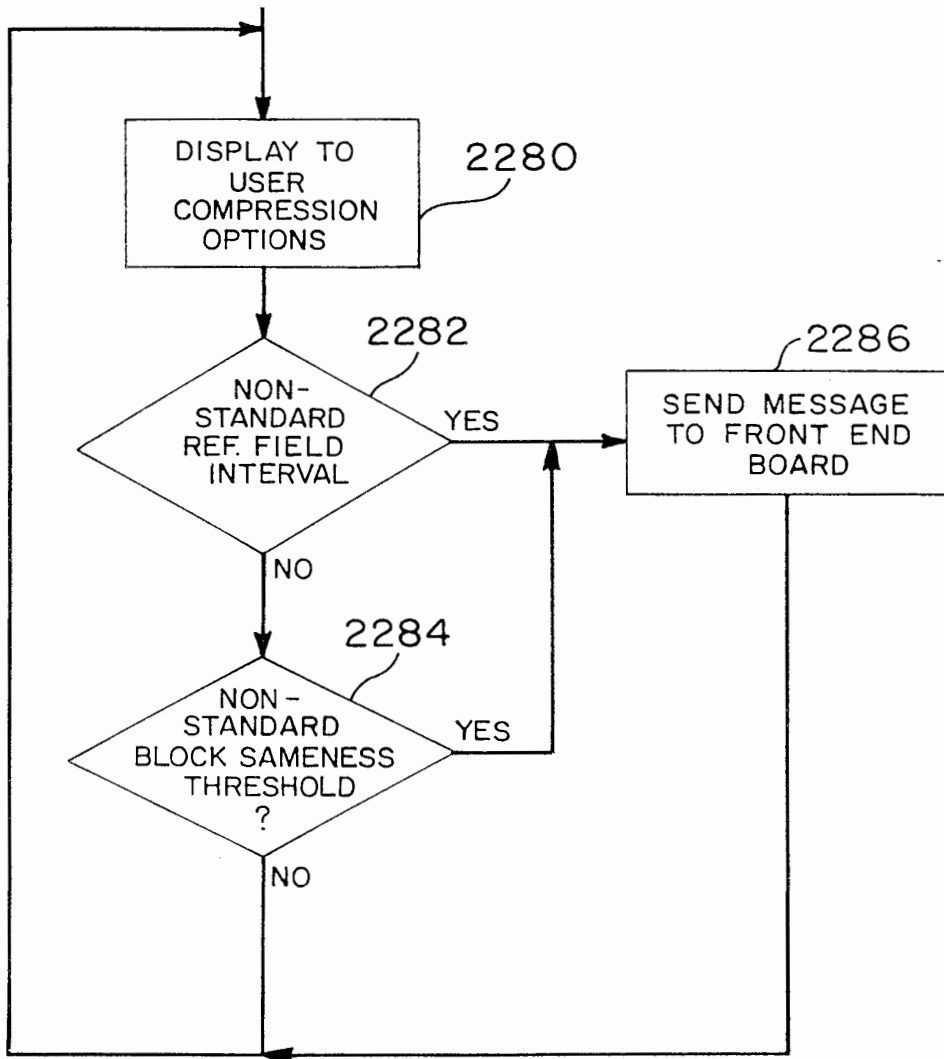 DISPLAY TO
USER
COMPRESSION
OPTIONS
2280
2282
NON-
STANDARD
REF. FIELD
INTERVAL
YES
NO
2286
SEND MESSAGE
TO FRONT END
BOARD
2284
NON-
STANDARD
BLOCK SAMENESS
THRESHOLD
?
YES
NO